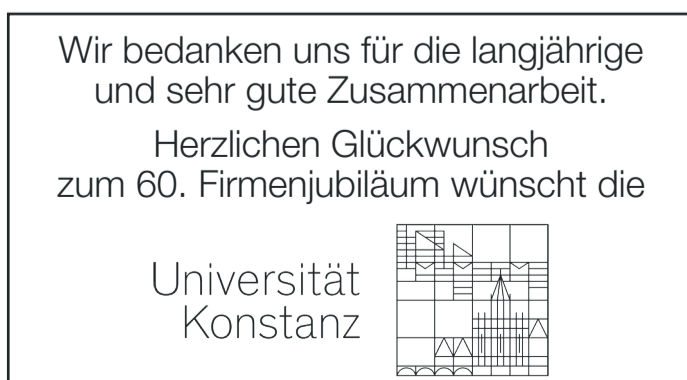 Wir bedanken uns für die langjährige
und sehr gute Zusammenarbeit.
Herzlichen Glückwunsch
zum 60. Firmenjubiläum wünscht die
Universität
Konstanz